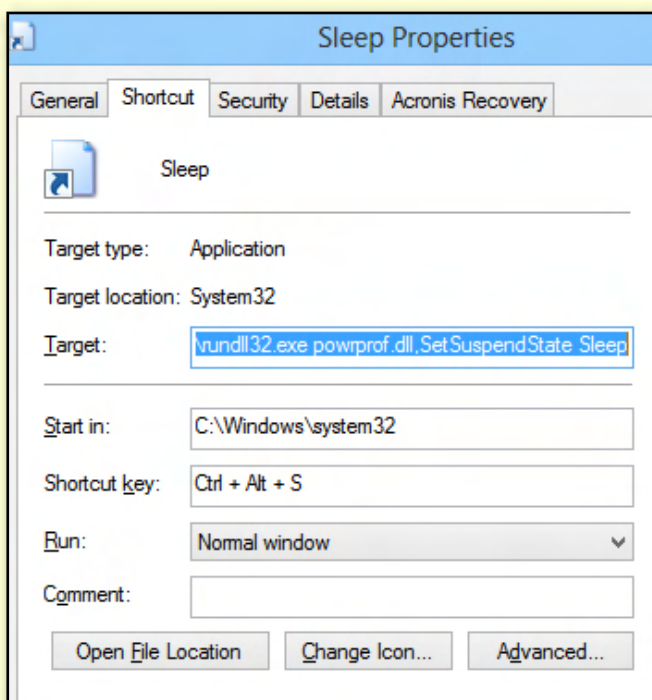 Sleep Properties
General Shortcut Security Details Acronis Recovery
Sleep
Target type: Application
Target location: System32
Target: \rundll32.exe powrprof.dll,SetSuspendState Sleep
Start in: C:\Windows\system32
Shortcut key: Ctrl + Alt + S
Run: Normal window
Comment:
Open File Location Change Icon... Advanced...